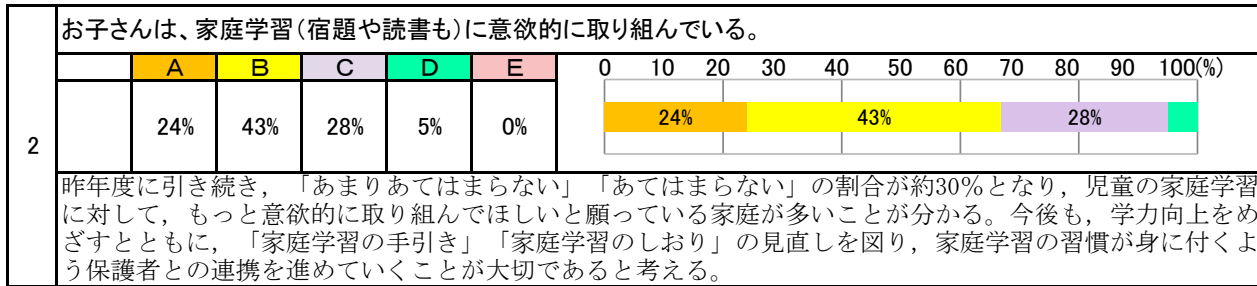 2
お子さんは、家庭学習(宿題や読書も)に意欲的に取り組んでいる。
A B C D E
24% 43% 28% 5% 0%
0 10 20 30 40 50 60 70 80 90 100(%)
24% 43% 28%
昨年度に引き続き，「あまりあてはまらない」「あてはまらない」の割合が約30％となり，児童の家庭学習
に対して，もっと意欲的に取り組んでほしいと願っている家庭が多いことが分かる。今後も，学力向上をめ
ざすとともに，「家庭学習の手引き」「家庭学習のしおり」の見直しを図り，家庭学習の習慣が身に付くよ
う保護者との連携を進めていくことが大切であると考える。